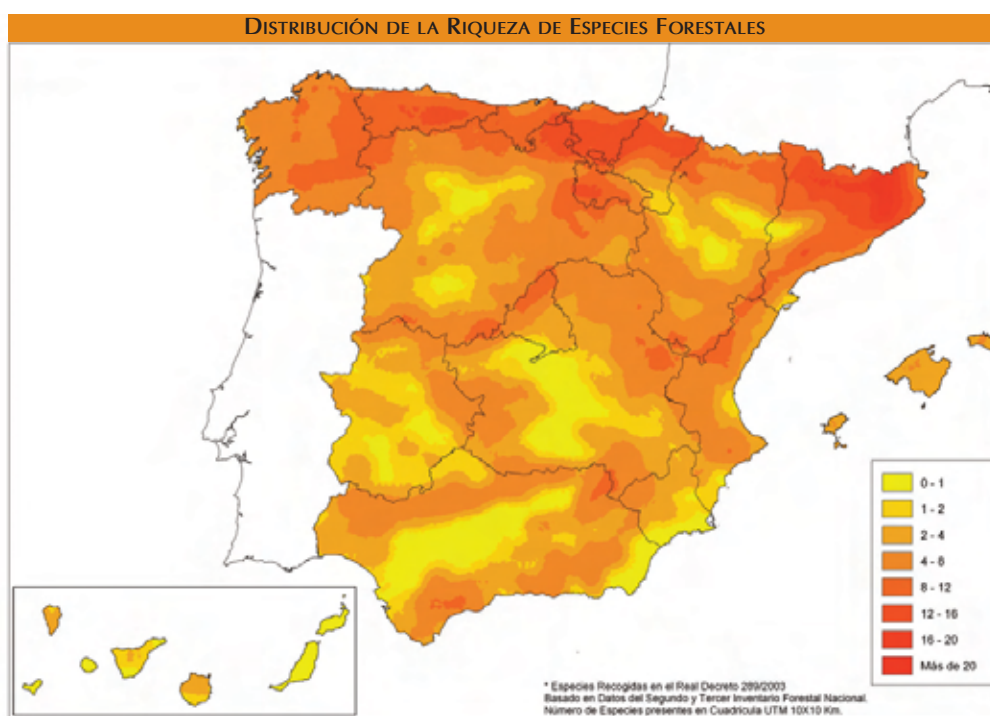 DISTRIBUCIÓN DE LA RIQUEZA DE ESPECIES FORESTALES
0 - 1
1 - 2
2 - 4
4 - 8
8 - 12
12 - 16
16 - 20
Más de 20
* Especies Recogidas en el Real Decreto 289/2003
Basado en Datos del Segundo y Tercer Inventario Forestal Nacional.
Número de Especies presentes en Cuadrícula UTM 10X10 Km.